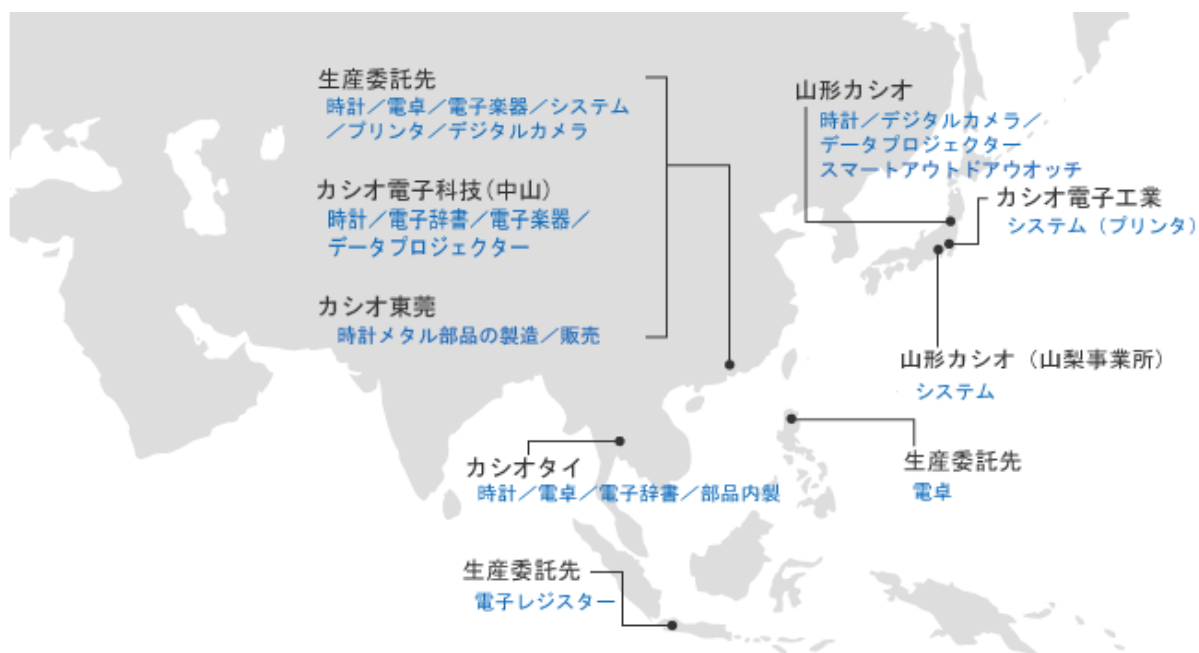 生産委託先
時計／電卓／電子楽器／システム
／プリンタ／デジタルカメラ
カシオ電子科技（中山）
時計／電子辞書／電子楽器／
データプロジェクター
カシオ東莞
時計メタル部品の製造／販売
山形カシオ
時計／デジタルカメラ／
データプロジェクター
スマートアウトドアウオッチ
カシオ電子工業
システム（プリンタ）
山形カシオ（山梨事業所）
システム
生産委託先
電卓
カシオタイ
時計／電卓／電子辞書／部品内製
生産委託先
電子レジスター